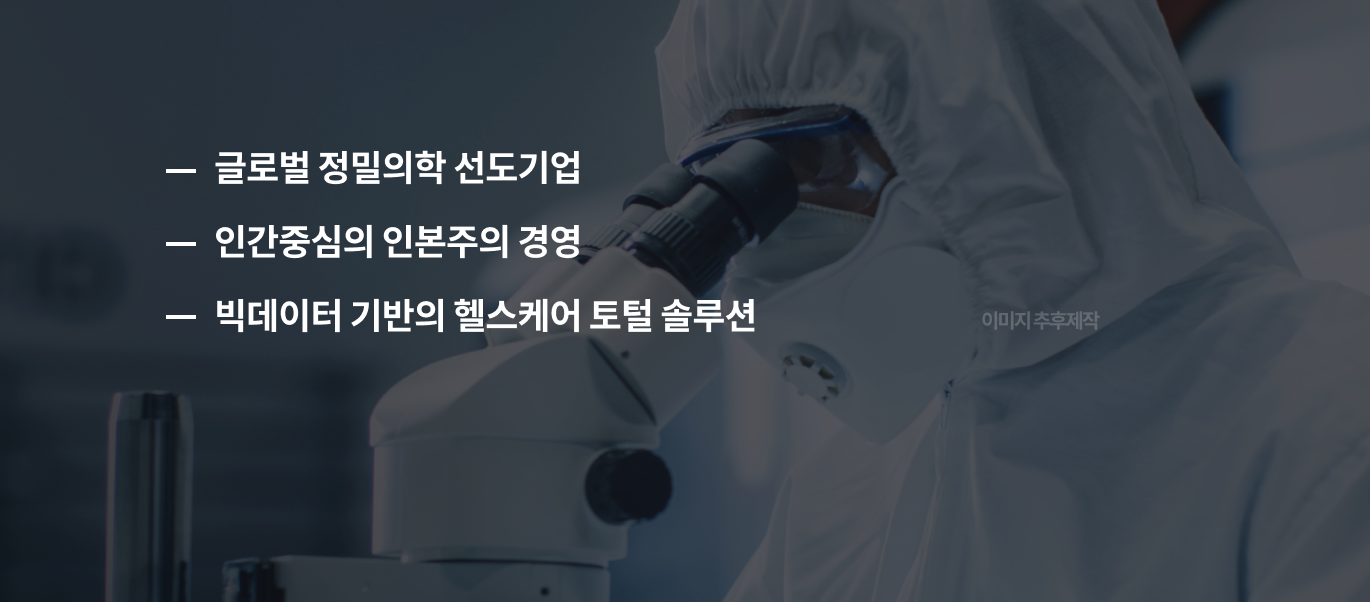 — 글로벌 정밀의학 선도기업
— 인간중심의 인본주의 경영
— 빅데이터 기반의 헬스케어 토털 솔루션
이미지 추후제작